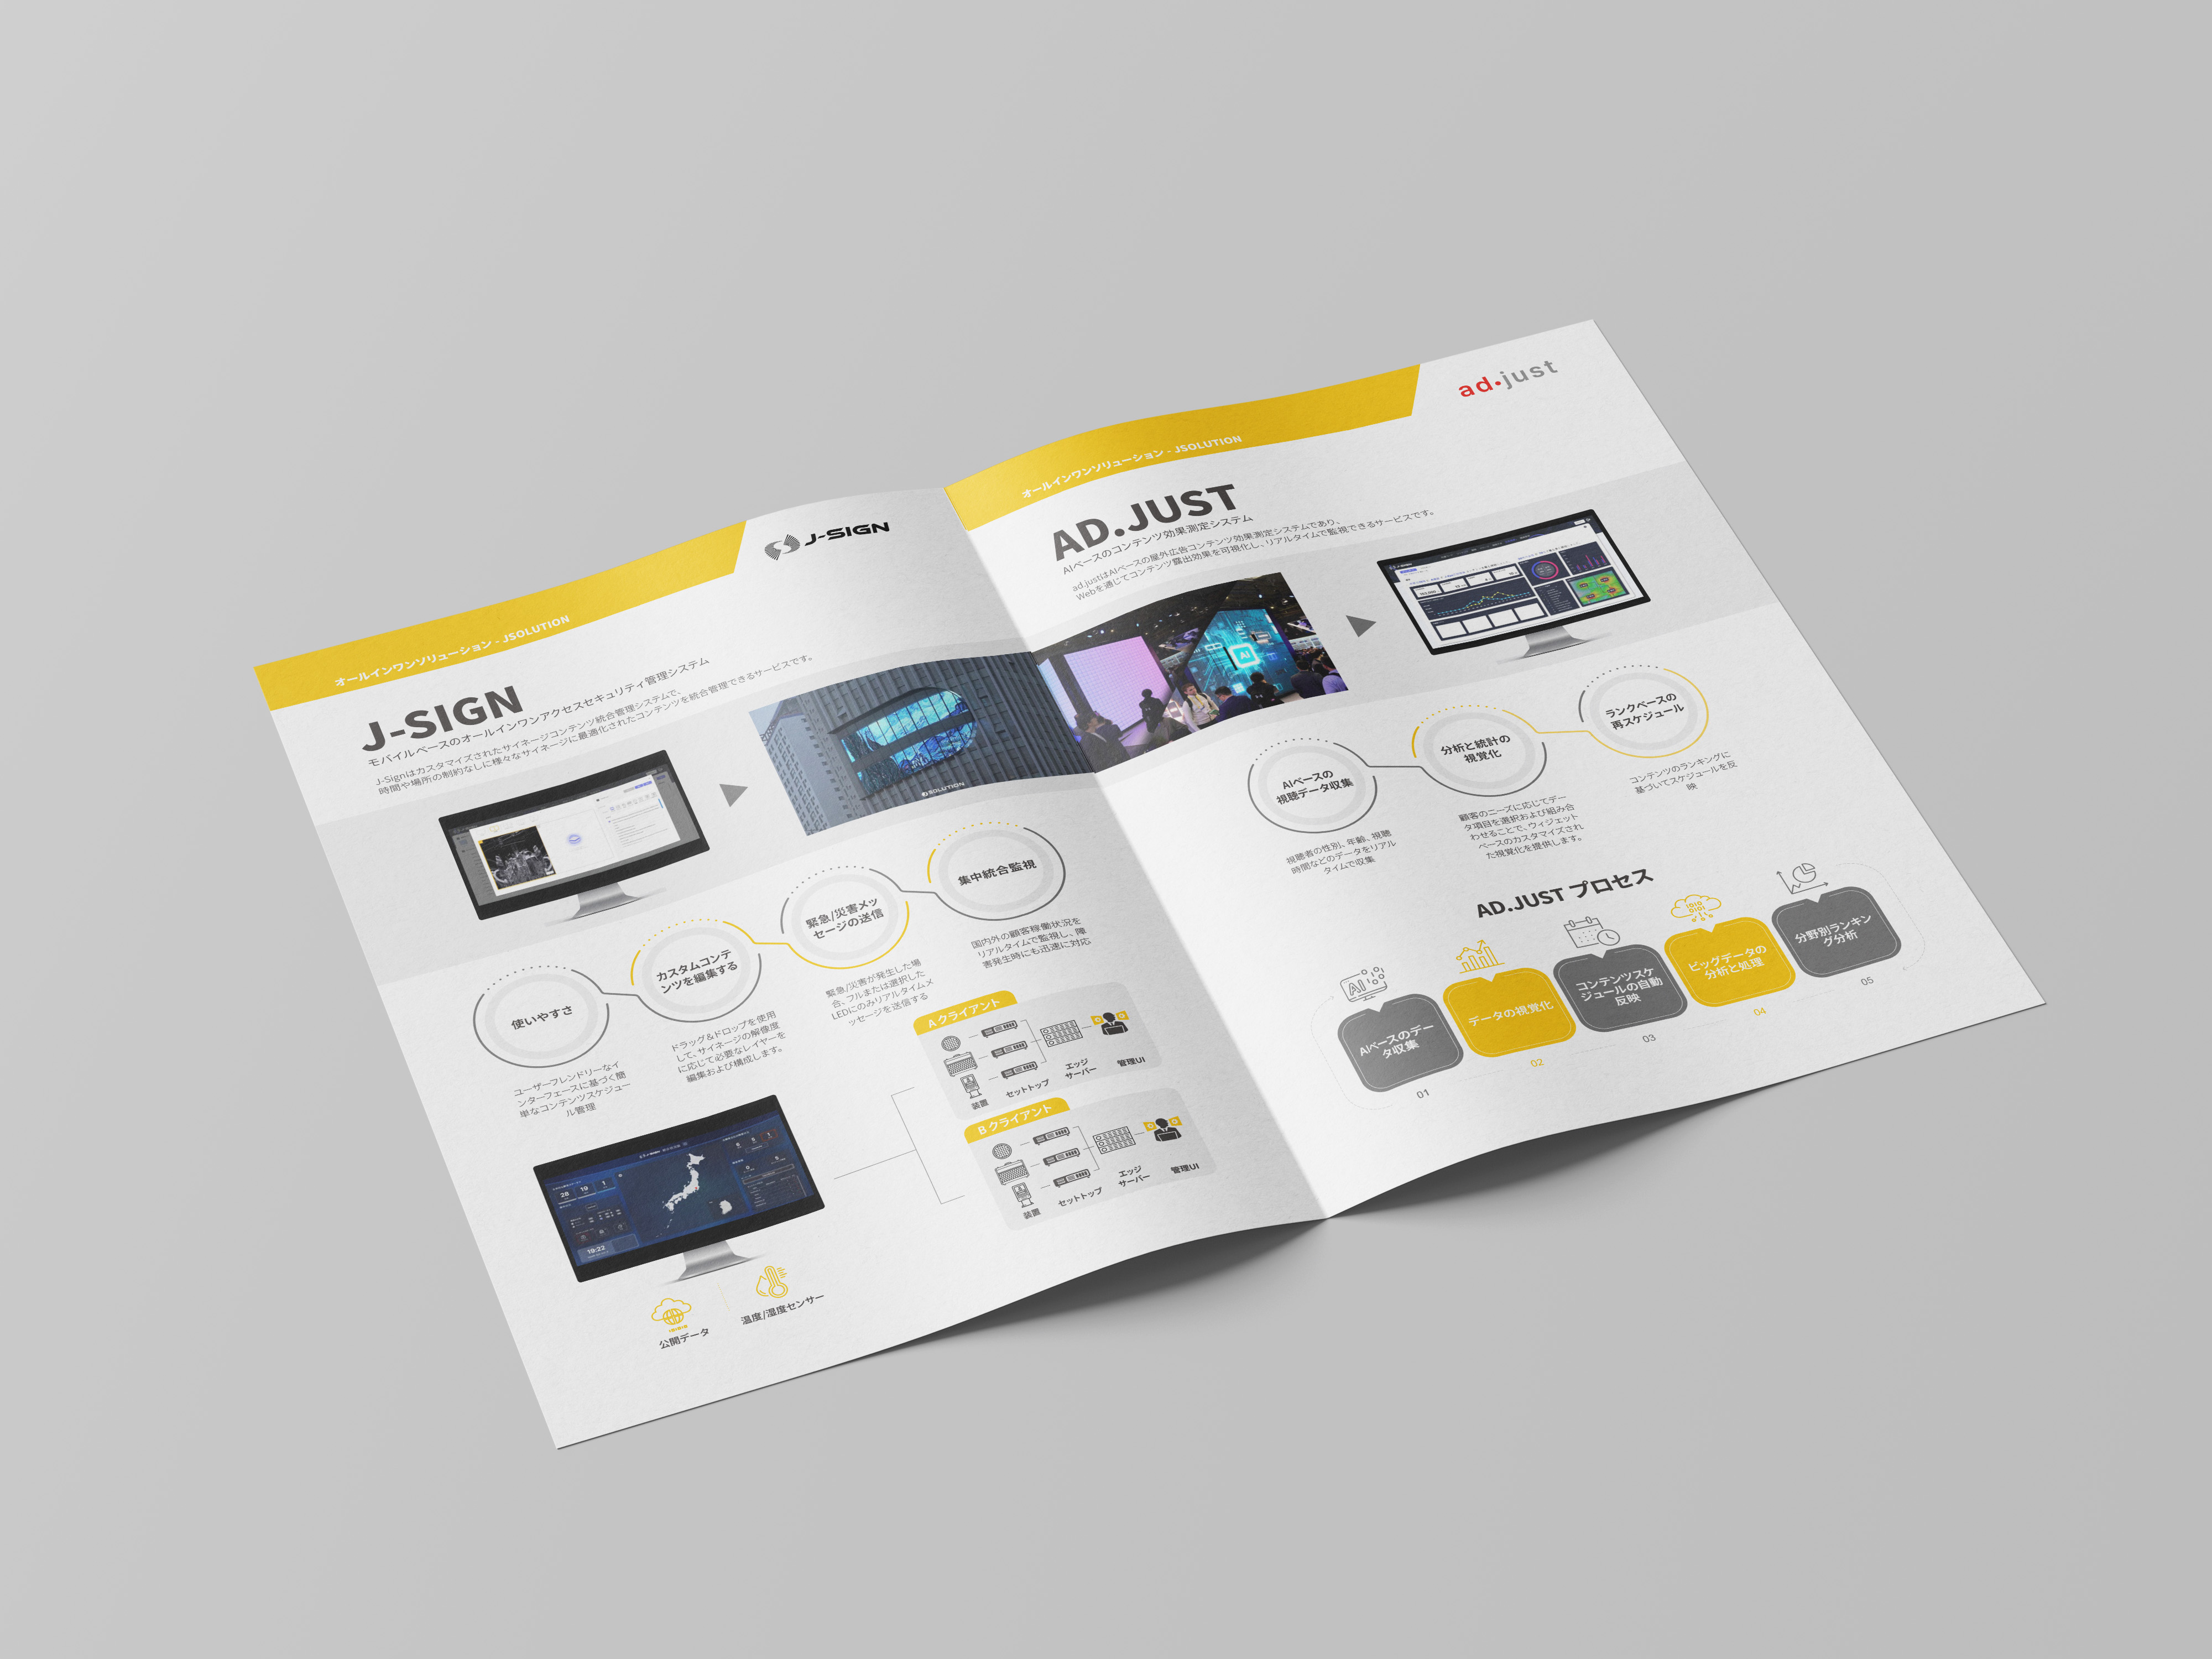 オールインワンソリューション - JSOLUTION
J-SIGN
J-SIGN
モバイルベースのオールインワンアクセスセキュリティ管理システム
J-Signはカスタマイズされたサイネージコンテンツ統合管理システムで、
時間や場所の制約なしに様々なサイネージに最適化されたコンテンツを統合管理できるサービスです。
SOLUTION
使いやすさ
ユーザーフレンドリーなイ
ンターフェースに基づく簡
単なコンテンツスケジュー
ル管理
カスタムコンテ
ンツを編集する
ドラッグ&ドロップを使用
して、サイネージの解像度
に応じて必要なレイヤーを
編集および構成します。
緊急/災害メッ
セージの送信
緊急/災害が発生した場
合、フルまたは選択した
LEDにのみリアルタイムメ
ッセージを送信する
集中統合監視
国内外の顧客稼働状況を
リアルタイムで監視し、障
害発生時にも迅速に対応
28 19 1
19:22
公開データ
温度/湿度センサー
A クライアント
装置
セットトップ
エッジ
サーバー
管理UI
B クライアント
装置
セットトップ
エッジ
サーバー
管理UI
オールインワンソリューション - JSOLUTION
ad•just
AD.JUST
AIベースのコンテンツ効果測定システム
ad.justはAIベースの屋外広告コンテンツ効果測定システムであり、
Webを通じてコンテンツ露出効果を可視化し、リアルタイムで監視できるサービスです。
AI
AIベースの
視聴データ収集
視聴者の性別、年齢、視聴
時間などのデータをリアル
タイムで収集
分析と統計の
視覚化
顧客のニーズに応じてデー
タ項目を選択および組み合
わせることで、ウィジェット
ベースのカスタマイズされ
た視覚化を提供します。
ランクベースの
再スケジュール
コンテンツのランキングに
基づいてスケジュールを反
映
AD.JUST プロセス
AI
AIベースのデー
タ収集
01
データの視覚化
02
コンテンツスケ
ジュールの自動
反映
03
ビッグデータの
分析と処理
04
分野別ランキン
グ分析
05